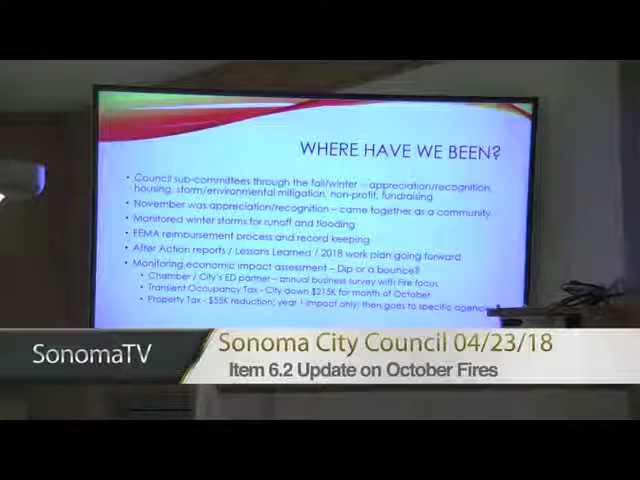 WHERE HAVE WE BEEN?
• Council sub-committees through the fall/winter – appreciation/recognition,
housing, storm/environmental mitigation, non-profit, fundraising
• November was appreciation/recognition – came together as a community
• Monitored winter storms for runoff and flooding
• FEMA reimbursement process and record keeping
• After Action reports / Lessons Learned / 2018 work plan going forward
• Monitoring economic impact assessment – Dip or a bounce?
• Chamber / City's ED partner – annual business survey with Fire focus
• Transient Occupancy Tax - City down $215K for month of October
• Property Tax - $55K reduction; year 1 impact only; then goes to specific agencies
SonomaTV
Sonoma City Council 04/23/18
Item 6.2 Update on October Fires